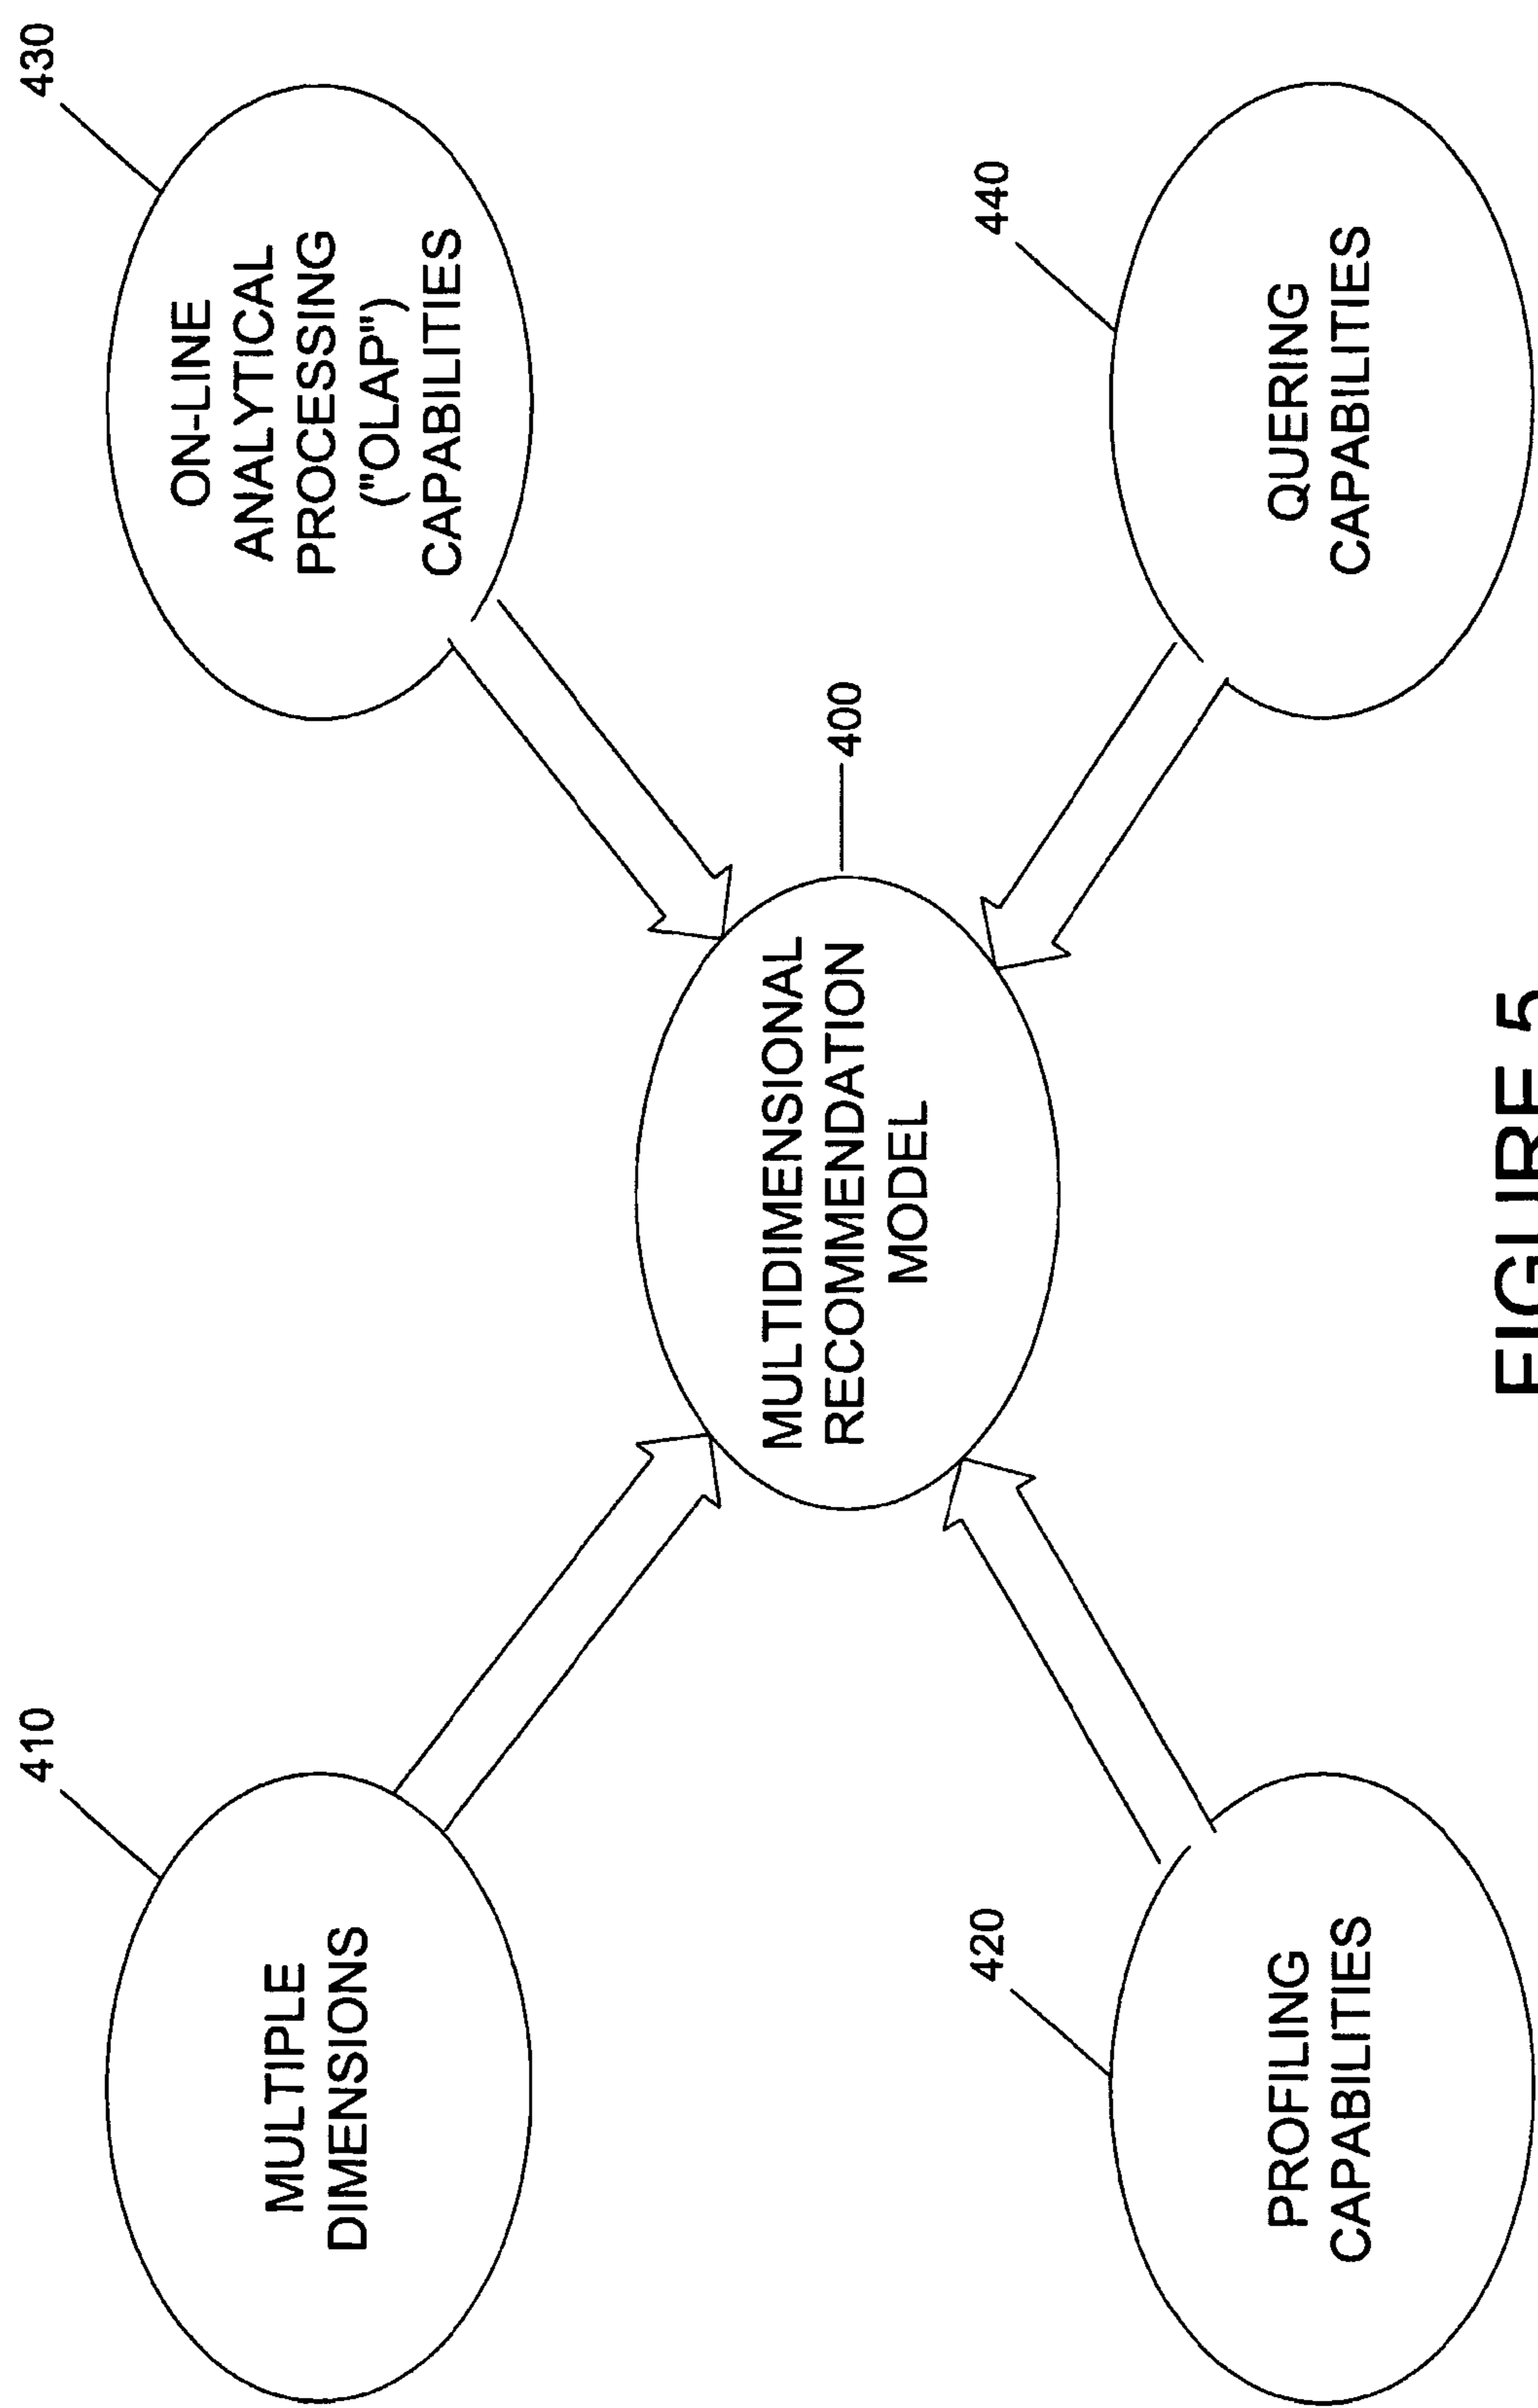 410
MULTIPLE
DIMENSIONS
430
ON-LINE
ANALYTICAL
PROCESSING
("OLAP")
CAPABILITIES
MULTIDIMENSIONAL
RECOMMENDATION
MODEL
400
420
PROFILING
CAPABILITIES
440
QUERING
CAPABILITIES
FIGURE 5